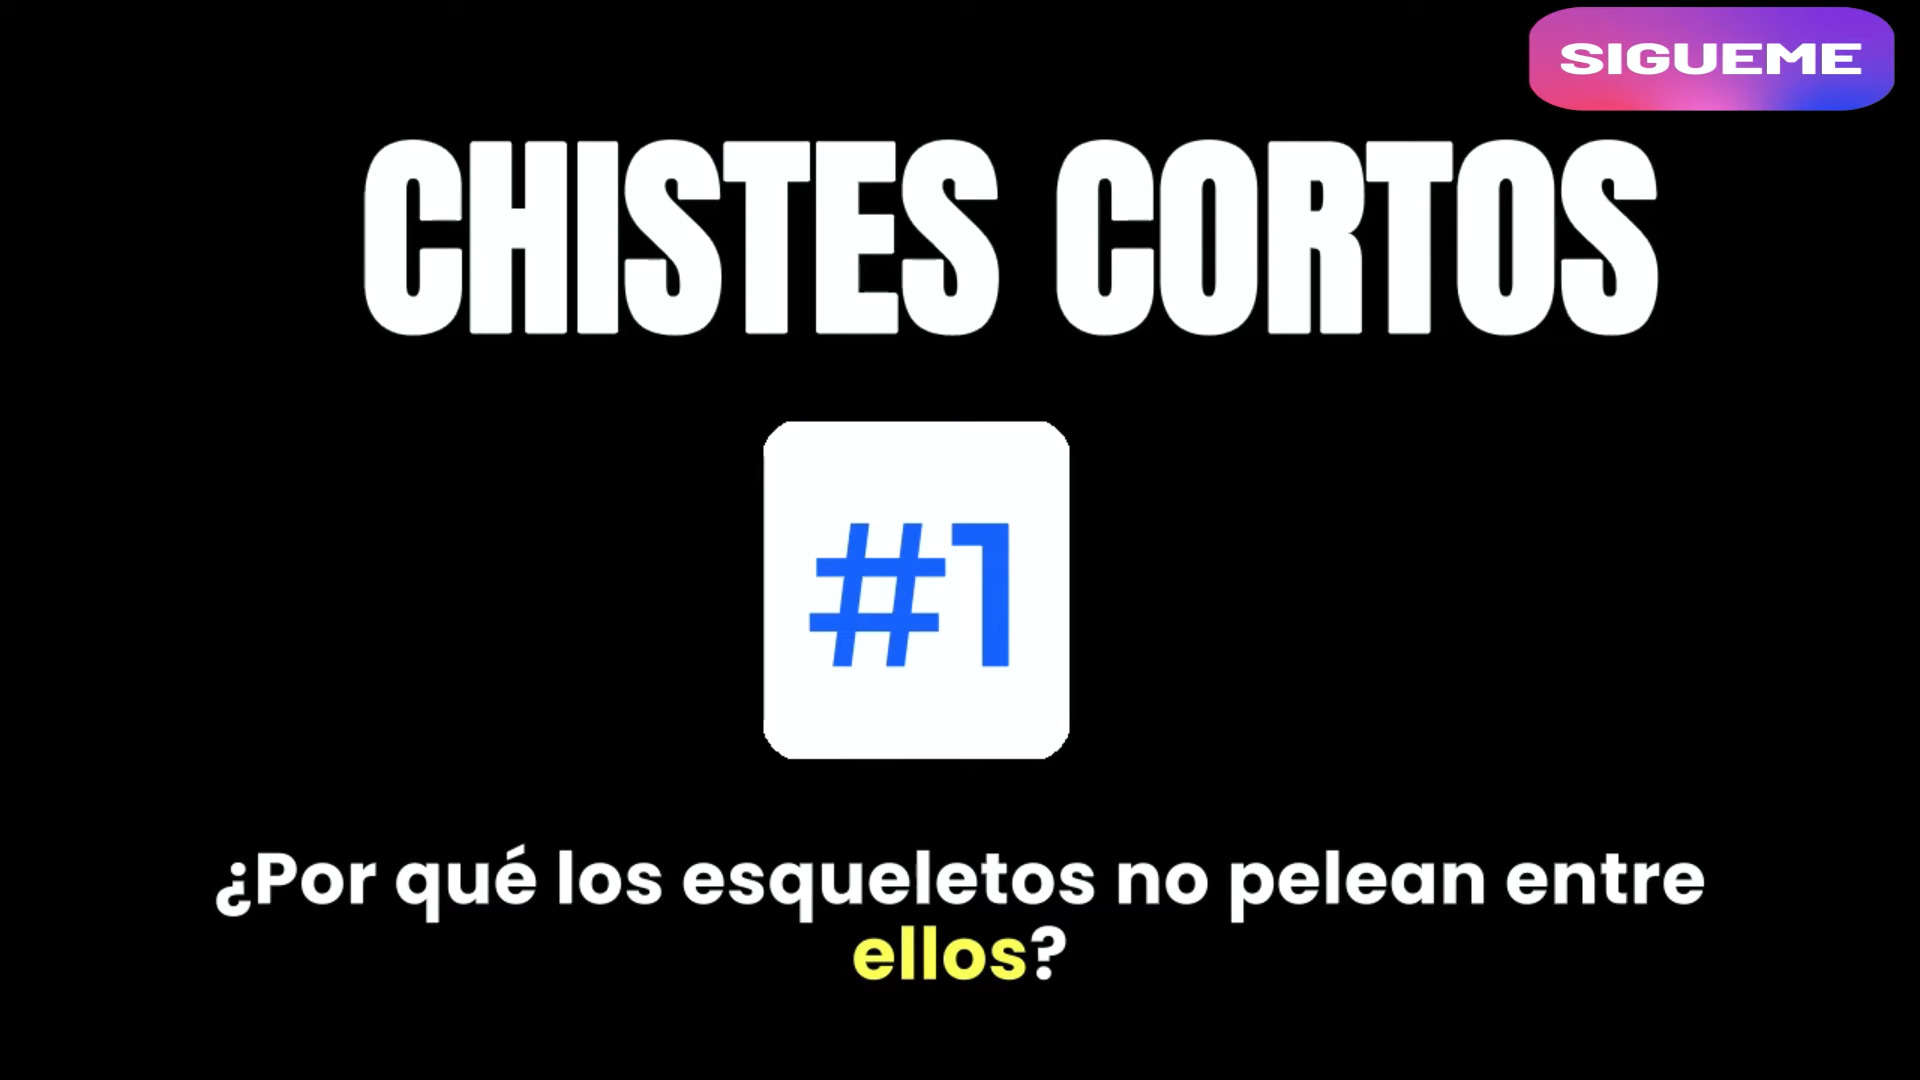 SIGUEME
CHISTES CORTOS
#1
¿Por qué los esqueletos no pelean entre
ellos?